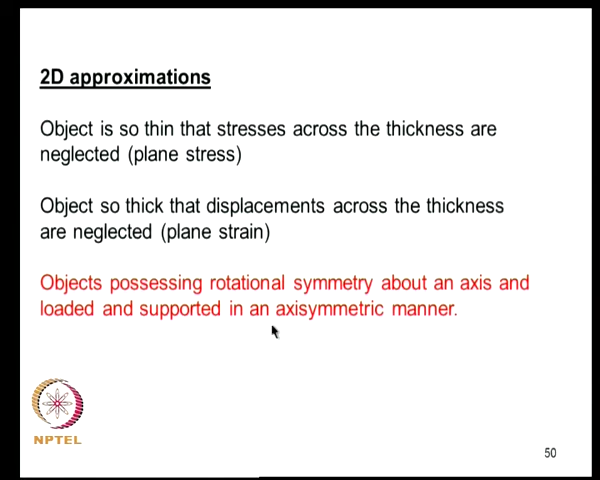 2D approximations
Object is so thin that stresses across the thickness are
neglected (plane stress)
Object so thick that displacements across the thickness
are neglected (plane strain)
Objects possessing rotational symmetry about an axis and
loaded and supported in an axisymmetric manner.
NPTEL
50